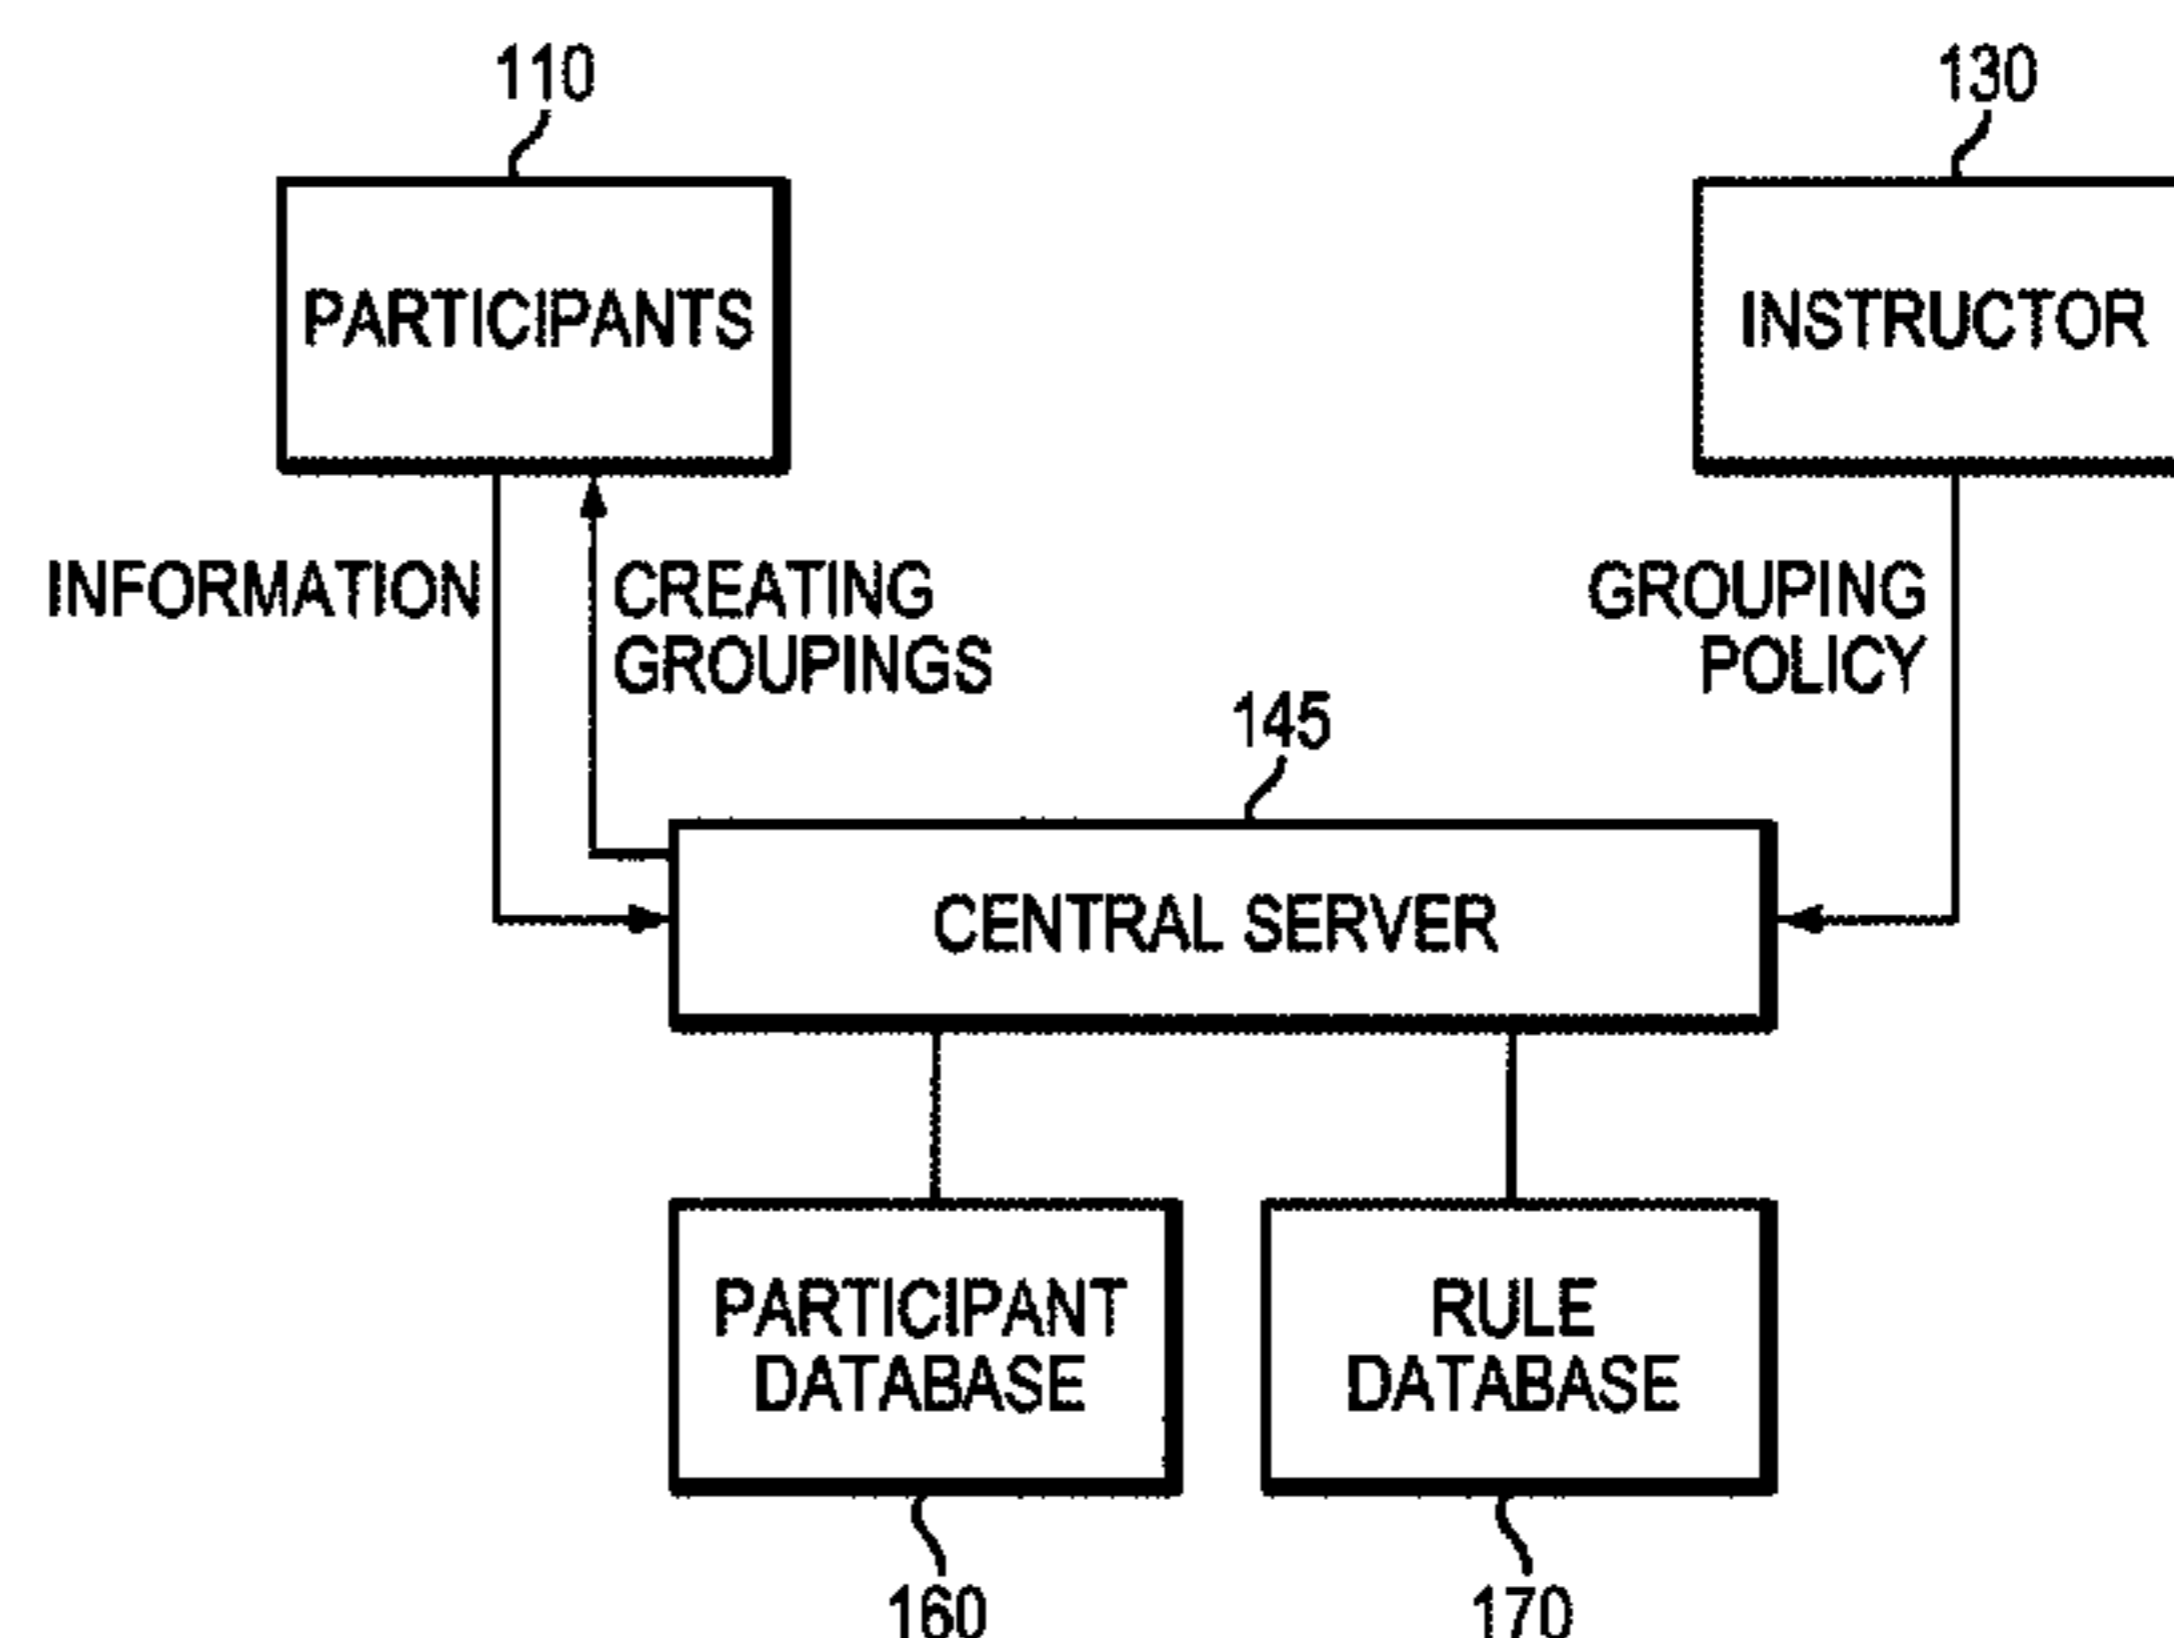 110
130
PARTICIPANTS
INSTRUCTOR
INFORMATION
CREATING
GROUPINGS
GROUPING
POLICY
145
CENTRAL SERVER
PARTICIPANT
DATABASE
RULE
DATABASE
160
170